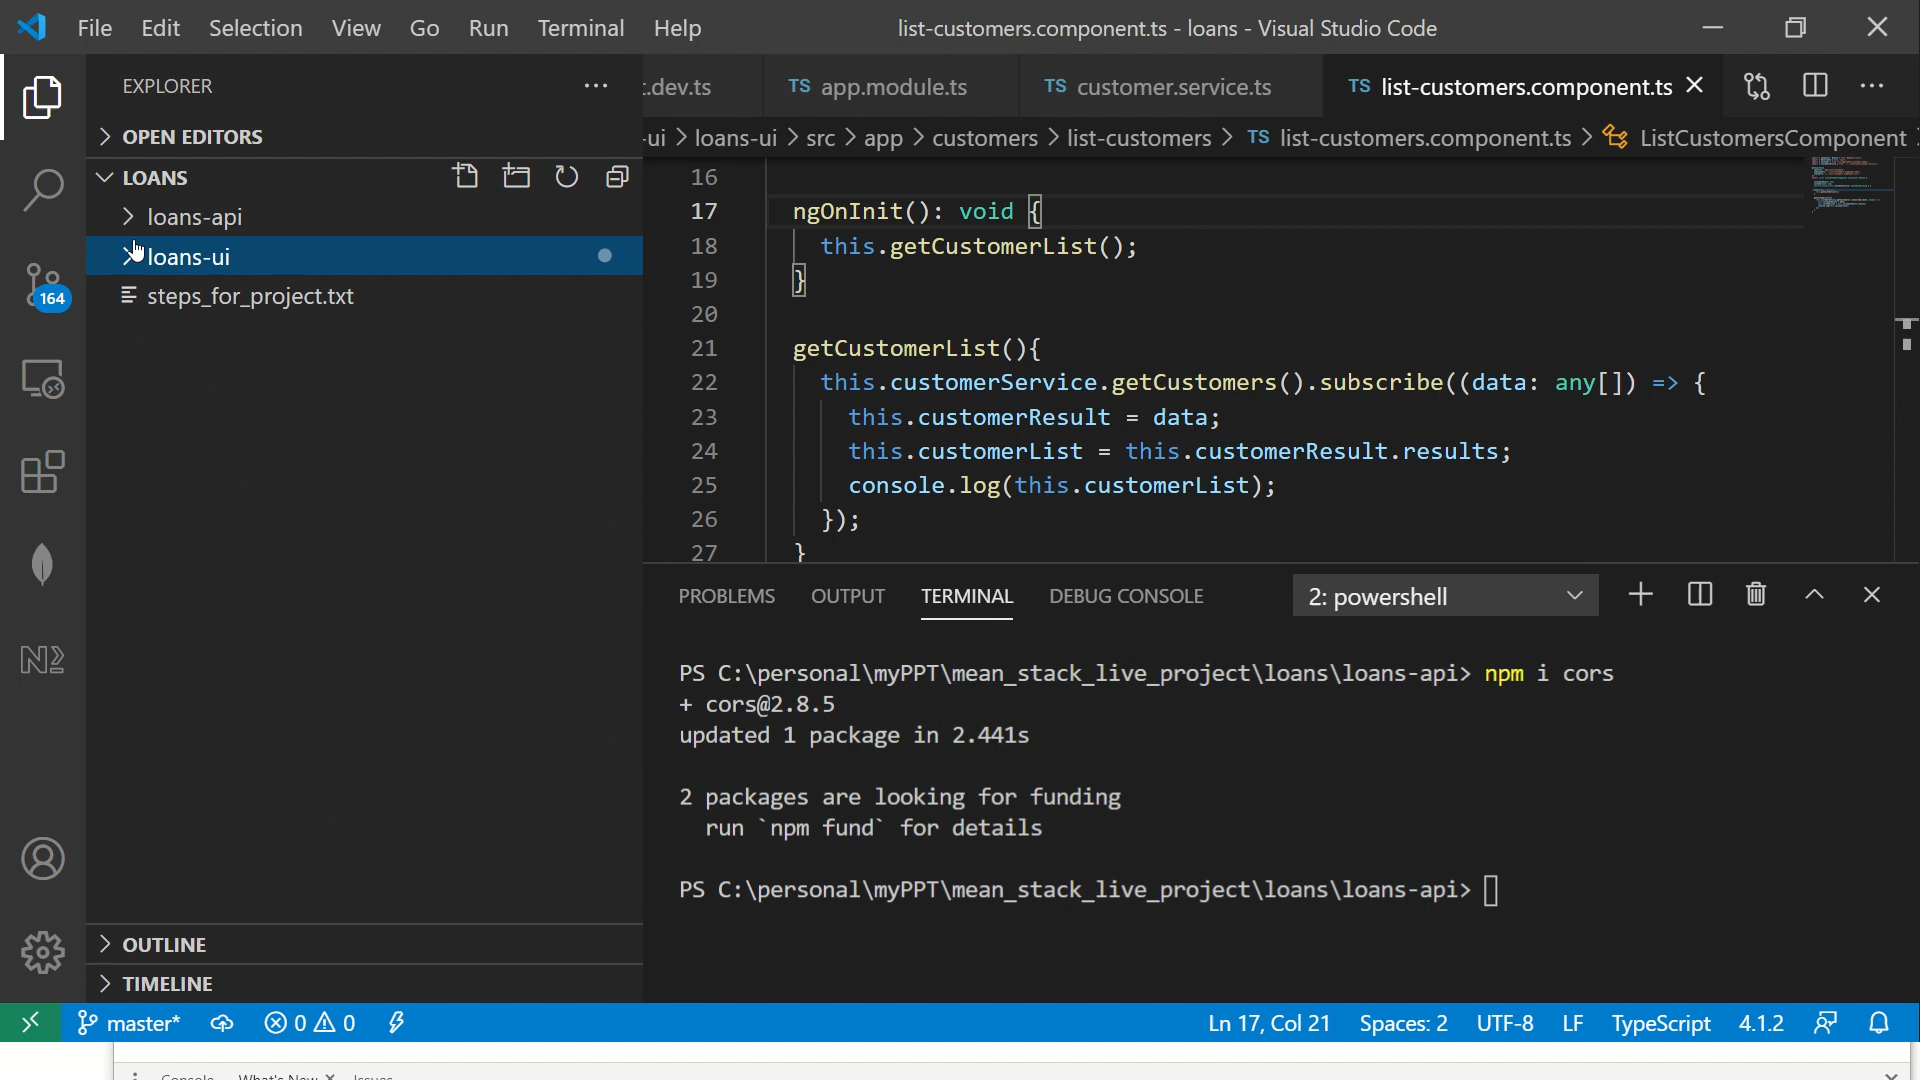 File Edit Selection View Go Run Terminal Help list-customers.component.ts - loans - Visual Studio Code
EXPLORER
.dev.ts TS app.module.ts TS customer.service.ts TS list-customers.component.ts
OPEN EDITORS
-ui > loans-ui > src > app > customers > list-customers > TS list-customers.component.ts > ListCustomersComponent
LOANS
loans-api
loans-ui
steps_for_project.txt
164
16
17 ngOnInit(): void {
18 this.getCustomerList();
19 }
20
21 getCustomerList(){
22 this.customerService.getCustomers().subscribe((data: any[]) => {
23 this.customerResult = data;
24 this.customerList = this.customerResult.results;
25 console.log(this.customerList);
26 });
27 }
PROBLEMS OUTPUT TERMINAL DEBUG CONSOLE 2: powershell
PS C:\personal\myPPT\mean_stack_live_project\loans\loans-api> npm i cors
+ cors@2.8.5
updated 1 package in 2.441s
2 packages are looking for funding
run `npm fund` for details
PS C:\personal\myPPT\mean_stack_live_project\loans\loans-api>
OUTLINE
TIMELINE
master* 0 0 Ln 17, Col 21 Spaces: 2 UTF-8 LF TypeScript 4.1.2
Console What's New Issues